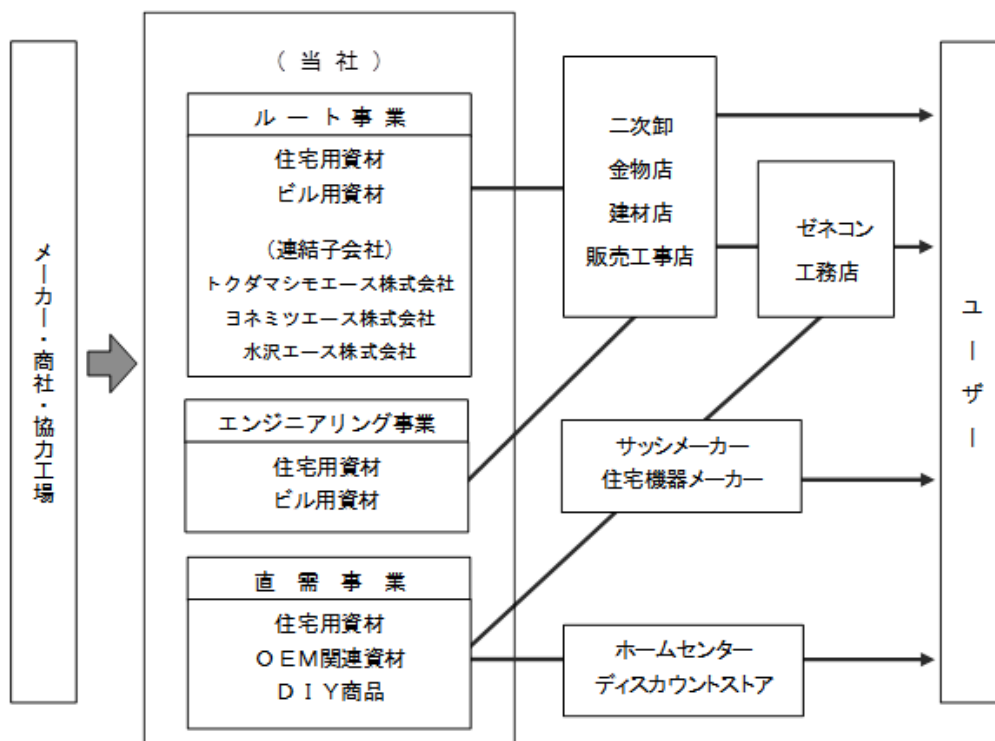 メーカー・商社・協力工場
(当社)
ルート事業
住宅用資材
ビル用資材
(連結子会社)
トクダマシモエース株式会社
ヨネミツエース株式会社
水沢エース株式会社
エンジニアリング事業
住宅用資材
ビル用資材
直需事業
住宅用資材
OEM関連資材
DIY商品
二次卸
金物店
建材店
販売工事店
ゼネコン
工務店
サッシメーカー
住宅機器メーカー
ホームセンター
ディスカウントストア
ユーザー